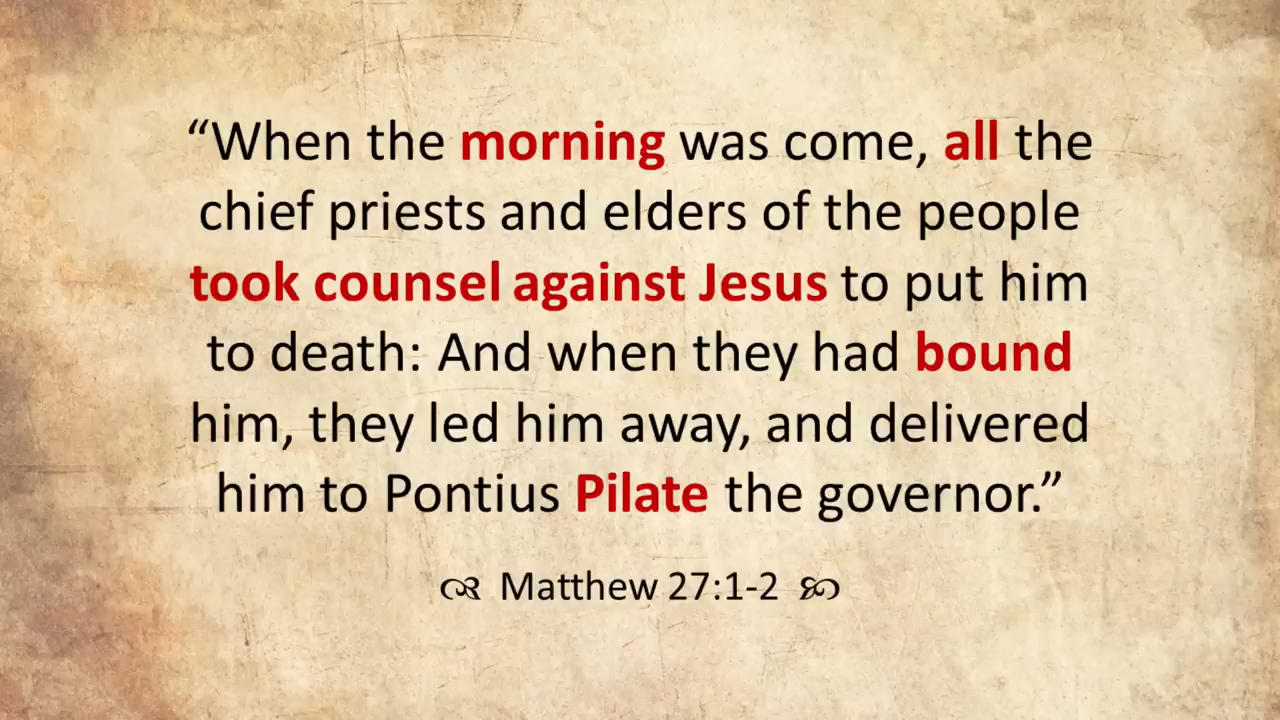 “When the morning was come, all the
chief priests and elders of the people
took counsel against Jesus to put him
to death: And when they had bound
him, they led him away, and delivered
him to Pontius Pilate the governor.”
Matthew 27:1-2